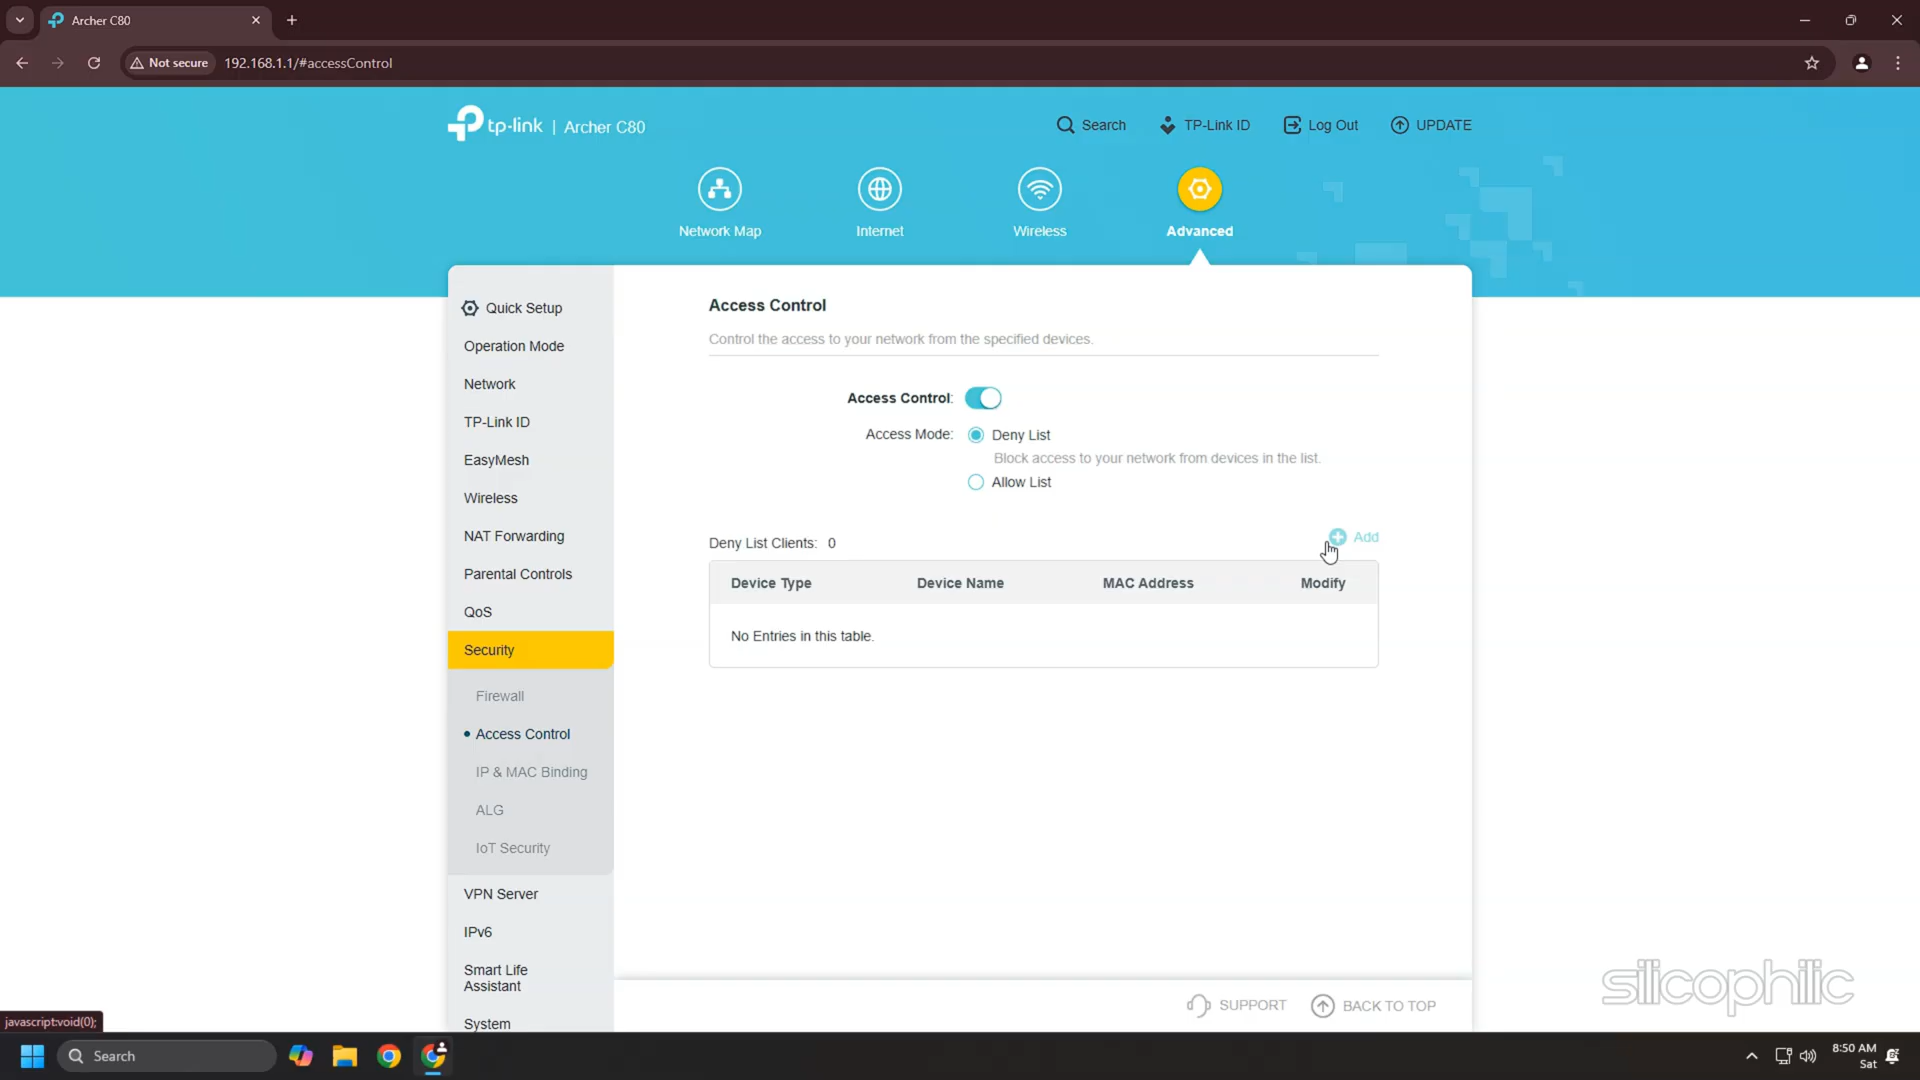 Archer C80
Not secure
192.168.1.1/#accessControl
tp-link | Archer C80
Search
TP-Link ID
Log Out
UPDATE
Network Map
Internet
Wireless
Advanced
Quick Setup
Operation Mode
Network
TP-Link ID
EasyMesh
Wireless
NAT Forwarding
Parental Controls
QoS
Security
Firewall
Access Control
IP & MAC Binding
ALG
IoT Security
VPN Server
IPv6
Smart Life
Assistant
System
Access Control
Control the access to your network from the specified devices.
Access Control:
Access Mode:
Deny List
Block access to your network from devices in the list.
Allow List
Deny List Clients: 0
Add
Device Type
Device Name
MAC Address
Modify
No Entries in this table.
SUPPORT
BACK TO TOP
silicophilic
javascript:void(0);
Search
8:50 AM
Sat